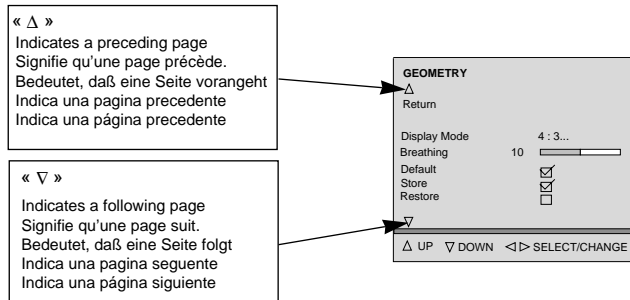 « Δ »
Indicates a preceding page
Signifie qu'une page précède.
Bedeutet, daß eine Seite vorangeht
Indica una pagina precedente
Indica una página precedente
« ∇ »
Indicates a following page
Signifie qu'une page suit.
Bedeutet, daß eine Seite folgt
Indica una pagina seguente
Indica una página siguiente
GEOMETRY
Δ
Return
Display Mode 4 : 3...
Breathing 10
Default
Store
Restore
∇
Δ UP ∇ DOWN ◁ ▷ SELECT/CHANGE